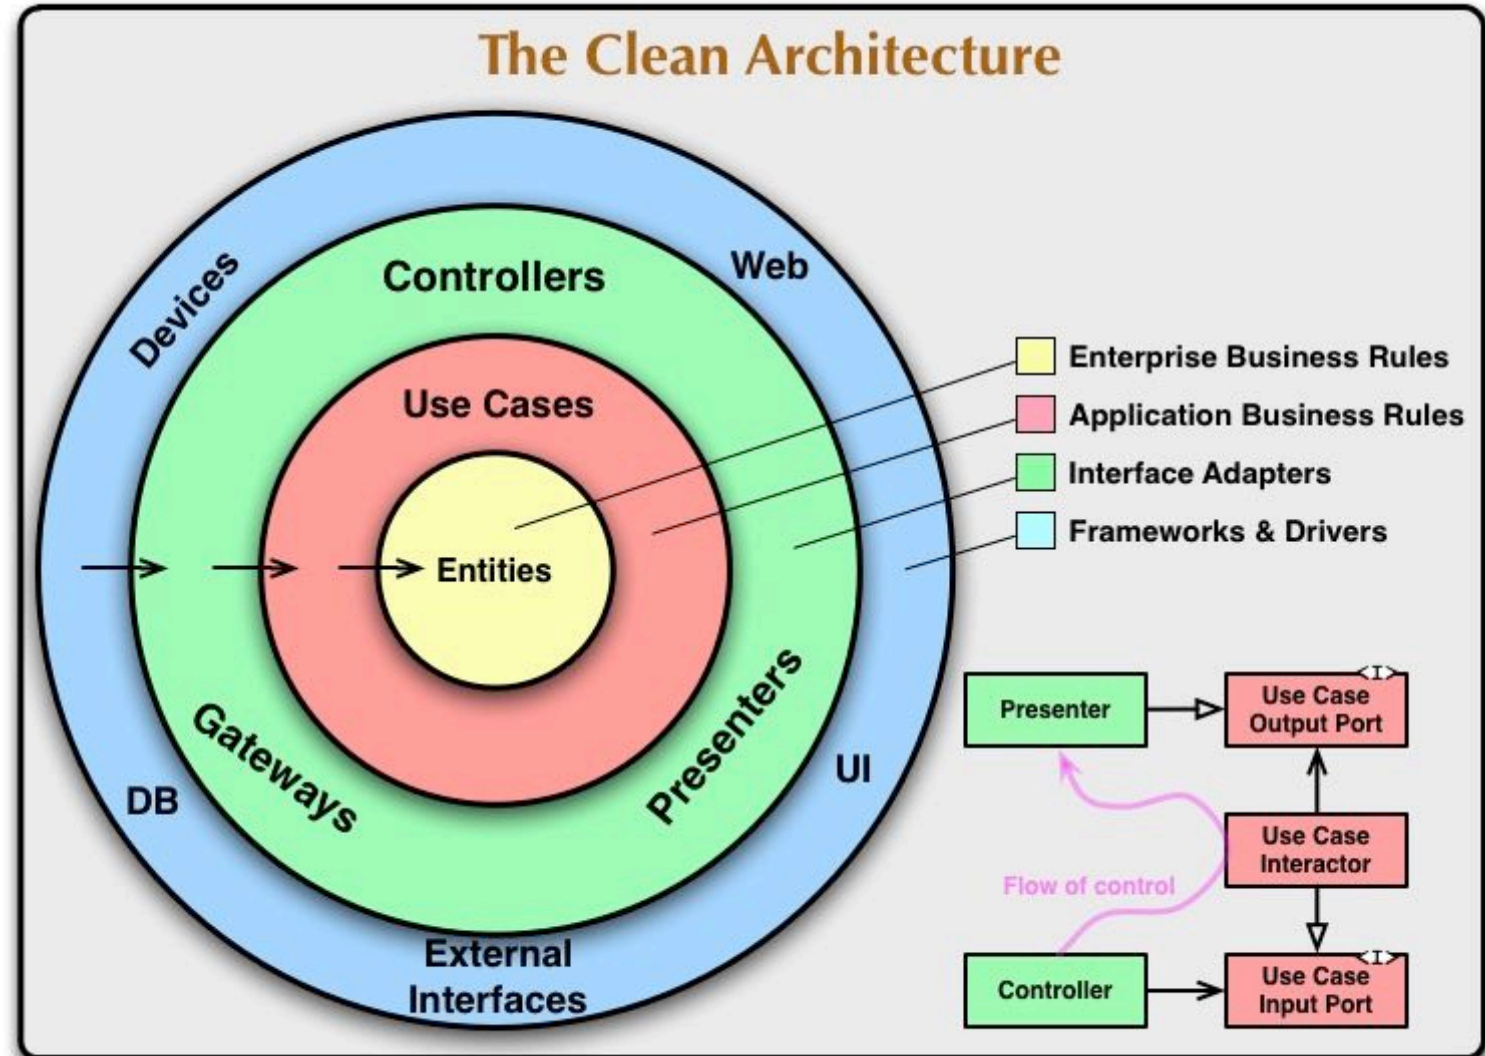 The Clean Architecture
Devices
Controllers
Web
Use Cases
Entities
Gateways
Presenters
DB
UI
External
Interfaces
Enterprise Business Rules
Application Business Rules
Interface Adapters
Frameworks & Drivers
Presenter
<I>
Use Case
Output Port
Use Case
Interactor
Flow of control
Controller
<I>
Use Case
Input Port